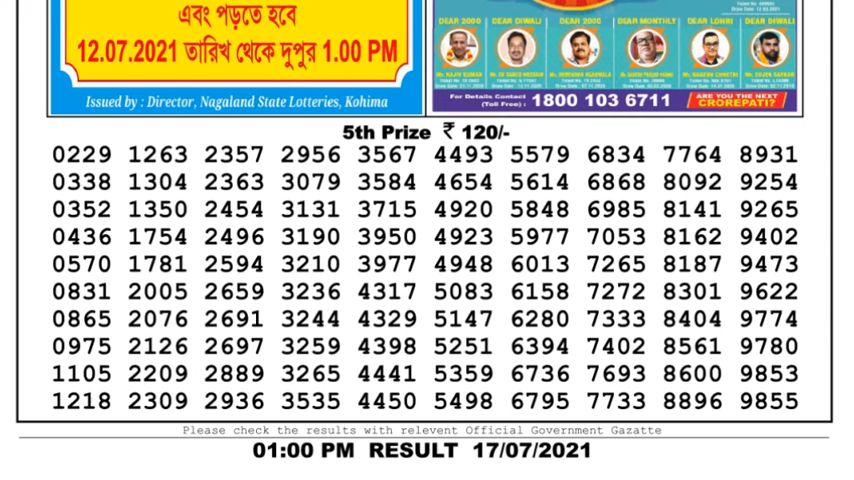 এবং পড়তে হবে
12.07.2021 তারিখ থেকে দুপুর 1.00 PM
Issued by : Director, Nagaland State Lotteries, Kohima
DEAR 2000 DEAR DIWALI DEAR 2000 DEAR MONTHLY DEAR LOHRI DEAR DIWALI
For Details Contact
(Toll Free) : 1800 103 6711
ARE YOU THE NEXT
CROREPATI?
5th Prize ₹ 120/-
0229 1263 2357 2956 3567 4493 5579 6834 7764 8931
0338 1304 2363 3079 3584 4654 5614 6868 8092 9254
0352 1350 2454 3131 3715 4920 5848 6985 8141 9265
0436 1754 2496 3190 3950 4923 5977 7053 8162 9402
0570 1781 2594 3210 3977 4948 6013 7265 8187 9473
0831 2005 2659 3236 4317 5083 6158 7272 8301 9622
0865 2076 2691 3244 4329 5147 6280 7333 8404 9774
0975 2126 2697 3259 4398 5251 6394 7402 8561 9780
1105 2209 2889 3265 4441 5359 6736 7693 8600 9853
1218 2309 2936 3535 4450 5498 6795 7733 8896 9855
Please check the results with relevent Official Government Gazatte
01:00 PM RESULT 17/07/2021